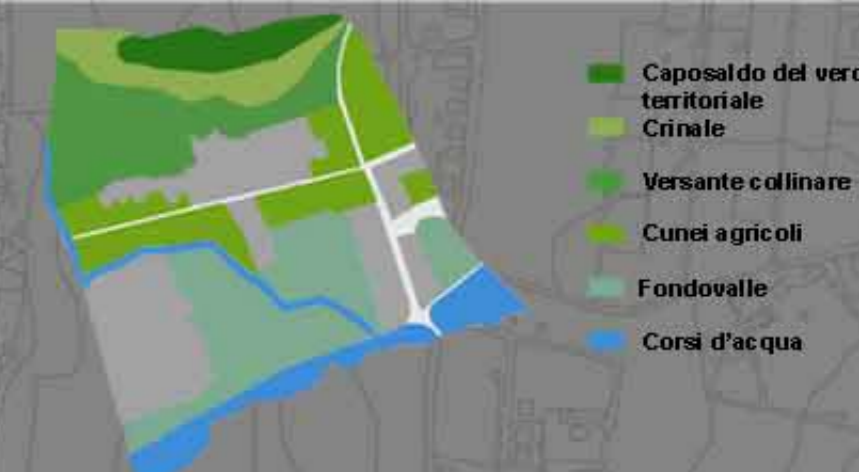 Caposaldo del verd
territoriale
Crinale
Versante collinare
Cunei agricoli
Fondovalle
Corsi d'acqua